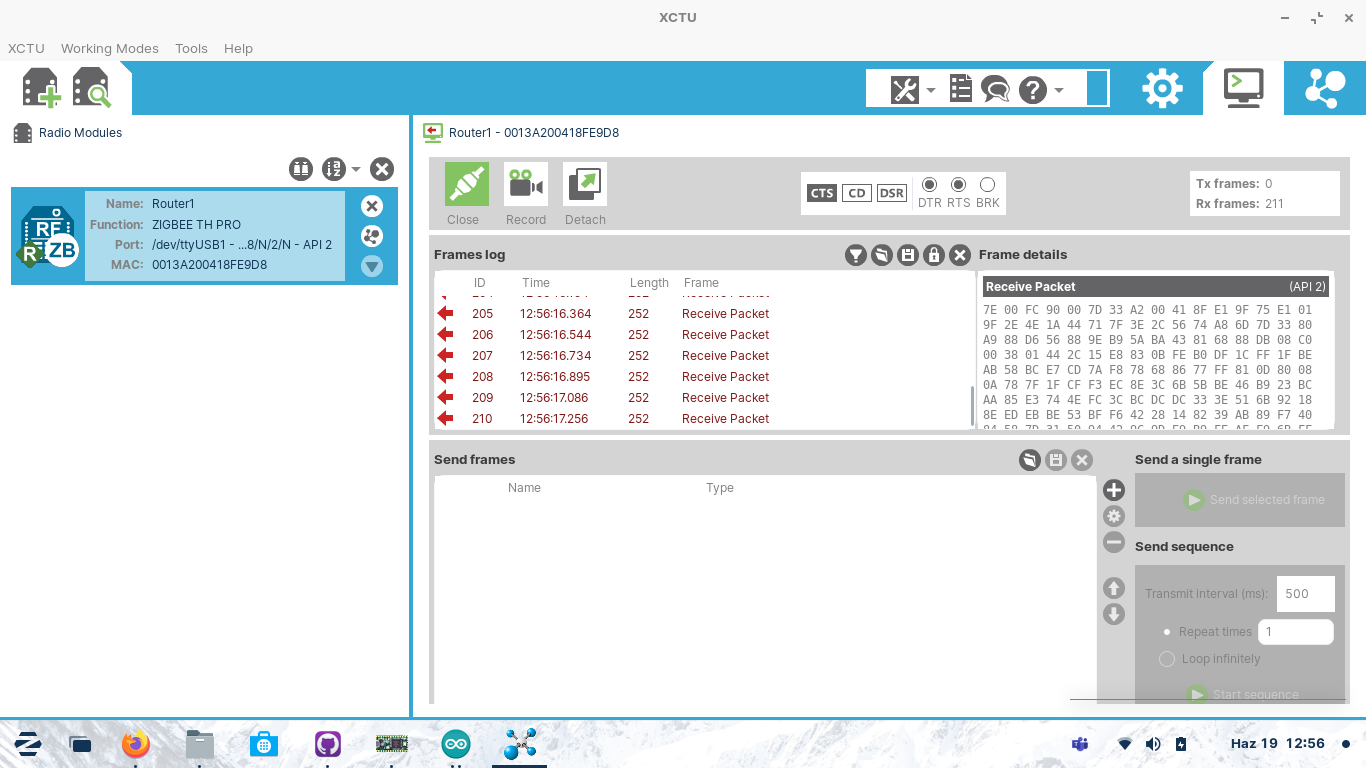 XCTU
XCTU Working Modes Tools Help
Radio Modules
Router1 - 0013A200418FE9D8
Name: Router1
Function: ZIGBEE TH PRO
Port: /dev/ttyUSB1 - ...8/N/2/N - API 2
MAC: 0013A200418FE9D8
RF
R ZB
Close Record Detach
CTS CD DSR
DTR RTS BRK
Tx frames: 0
Rx frames: 211
Frames log
ID Time Length Frame
205 12:56:16.364 252 Receive Packet
206 12:56:16.544 252 Receive Packet
207 12:56:16.734 252 Receive Packet
208 12:56:16.895 252 Receive Packet
209 12:56:17.086 252 Receive Packet
210 12:56:17.256 252 Receive Packet
Frame details
Receive Packet (API 2)
7E 00 FC 90 00 7D 33 A2 00 41 8F E1 9F 75 E1 01
9F 2E 4E 1A 44 71 7F 3E 2C 56 74 A8 6D 7D 33 80
A9 88 D6 56 88 9E B9 5A BA 43 81 68 88 DB 08 C0
00 38 01 44 2C 15 E8 83 0B FE B0 DF 1C FF 1F BE
AB 58 BC E7 CD 7A F8 78 68 86 77 FF 81 0D 80 08
0A 78 7F 1F CF F3 EC 8E 3C 6B 5B BE 46 B9 23 BC
AA 85 E3 74 4E FC 3C BC DC DC 33 3E 51 6B 92 18
8E ED EB BE 53 BF F6 42 28 14 82 39 AB 89 F7 40
Send frames
Name Type
Send a single frame
Send selected frame
Send sequence
Transmit interval (ms): 500
Repeat times 1
Loop infinitely
Start sequence
Haz 19 12:56